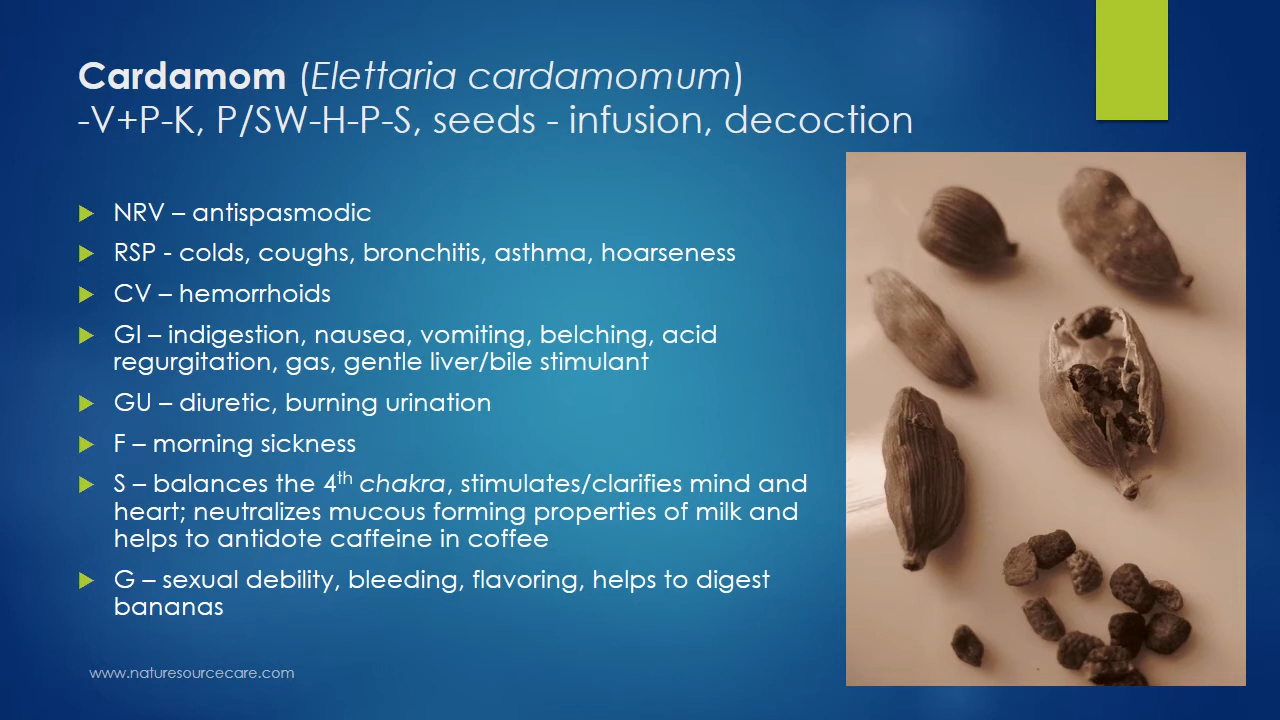 Cardamom (Elettaria cardamomum)
-V+P-K, P/SW-H-P-S, seeds - infusion, decoction
NRV – antispasmodic
RSP - colds, coughs, bronchitis, asthma, hoarseness
CV – hemorrhoids
GI – indigestion, nausea, vomiting, belching, acid
regurgitation, gas, gentle liver/bile stimulant
GU – diuretic, burning urination
F – morning sickness
S – balances the 4th chakra, stimulates/clarifies mind and
heart; neutralizes mucous forming properties of milk and
helps to antidote caffeine in coffee
G – sexual debility, bleeding, flavoring, helps to digest
bananas
www.naturesourcecare.com